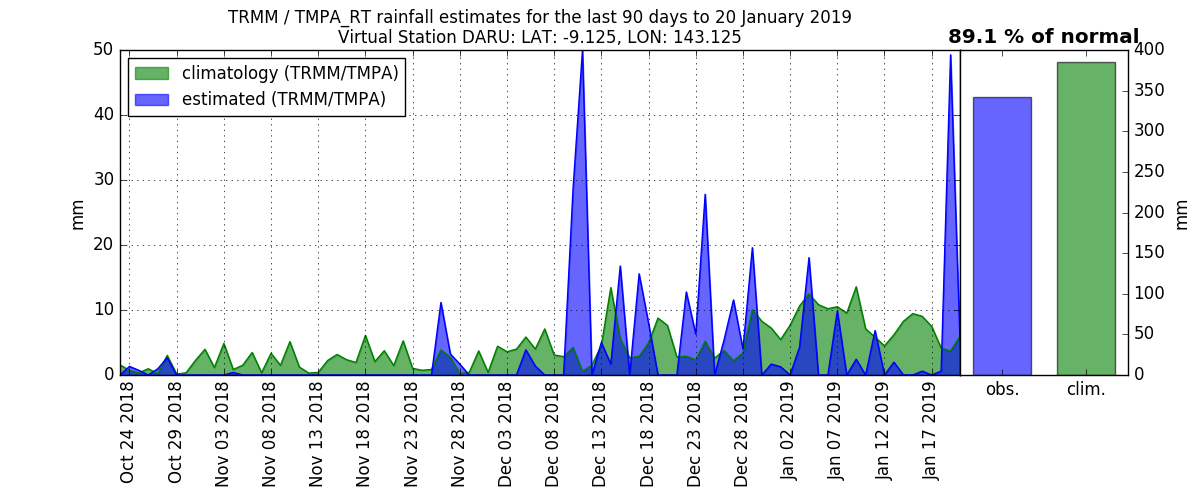 TRMM / TMPA_RT rainfall estimates for the last 90 days to 20 January 2019
Virtual Station DARU: LAT: -9.125, LON: 143.125
89.1 % of normal
climatology (TRMM/TMPA)
estimated (TRMM/TMPA)
mm
50
40
30
20
10
0
Oct 24 2018
Oct 29 2018
Nov 03 2018
Nov 08 2018
Nov 13 2018
Nov 18 2018
Nov 23 2018
Nov 28 2018
Dec 03 2018
Dec 08 2018
Dec 13 2018
Dec 18 2018
Dec 23 2018
Dec 28 2018
Jan 02 2019
Jan 07 2019
Jan 12 2019
Jan 17 2019
obs.
clim.
400
350
300
250
200
150
100
50
0
mm